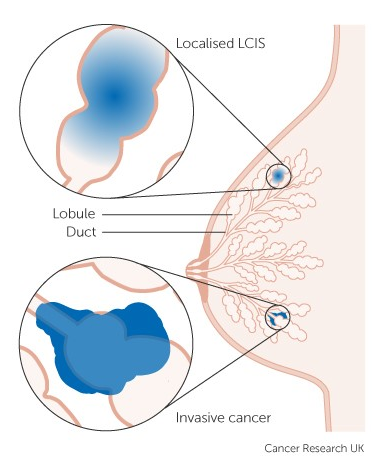 Localised LCIS
Lobule
Duct
Invasive cancer
Cancer Research UK